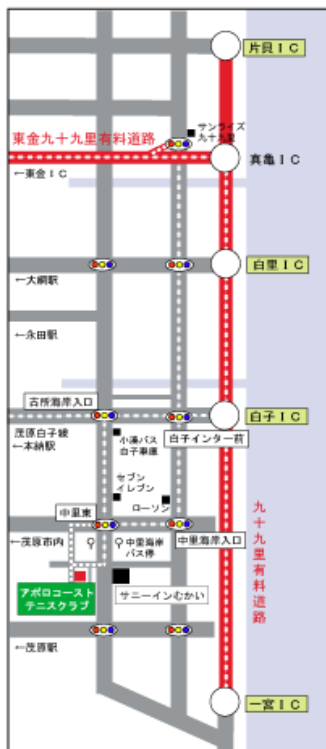 片貝ＩＣ
サンライズ
九十九里
東金九十九里有料道路
真亀ＩＣ
←東金ＩＣ
白里ＩＣ
←大網駅
←永田駅
古所海岸入口
白子ＩＣ
茂原白子線
←本納駅
小湊バス
白子車庫
白子インター前
セブン
イレブン
ローソン
中里東
←茂原市内
中里海岸
バス停
中里海岸入口
九十九里有料道路
アポロコースト
テニスクラブ
サニーインむかい
←茂原駅
一宮ＩＣ